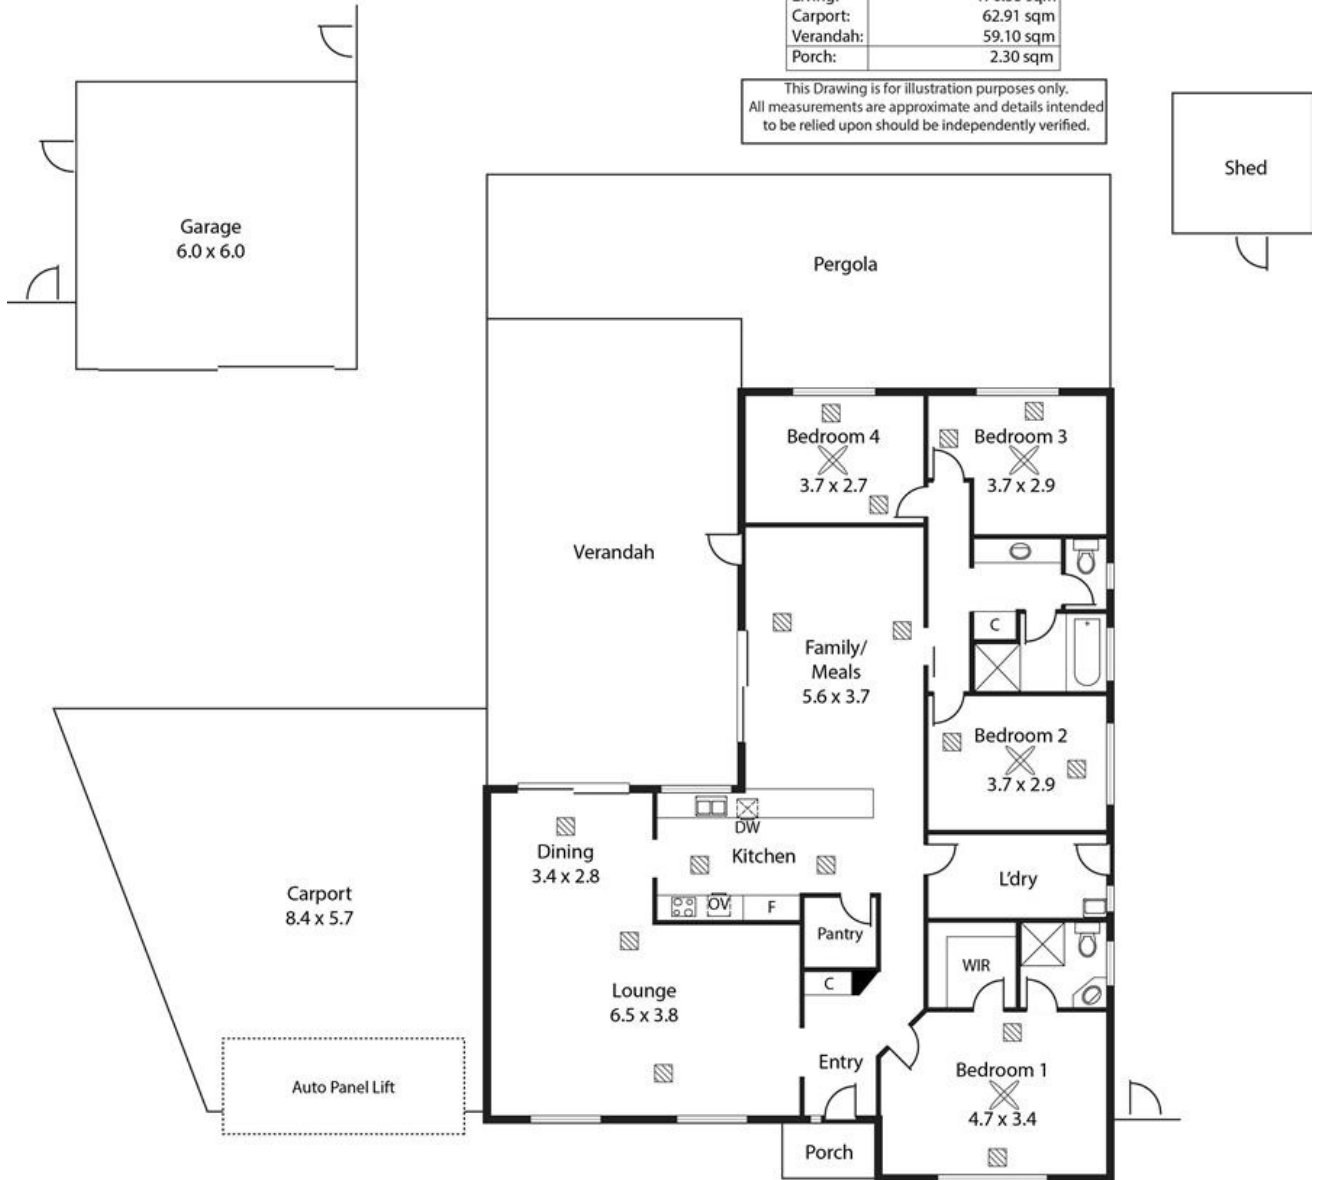 Carport: 62.91 sqm
Verandah: 59.10 sqm
Porch: 2.30 sqm
This Drawing is for illustration purposes only.
All measurements are approximate and details intended
to be relied upon should be independently verified.
Shed
Garage
6.0 x 6.0
Pergola
Bedroom 4
3.7 x 2.7
Bedroom 3
3.7 x 2.9
Verandah
C
Family/
Meals
5.6 x 3.7
Bedroom 2
3.7 x 2.9
DW
Kitchen
Dining
3.4 x 2.8
L'dry
Carport
8.4 x 5.7
OV
F
Pantry
WIR
C
Lounge
6.5 x 3.8
Entry
Bedroom 1
4.7 x 3.4
Auto Panel Lift
Porch